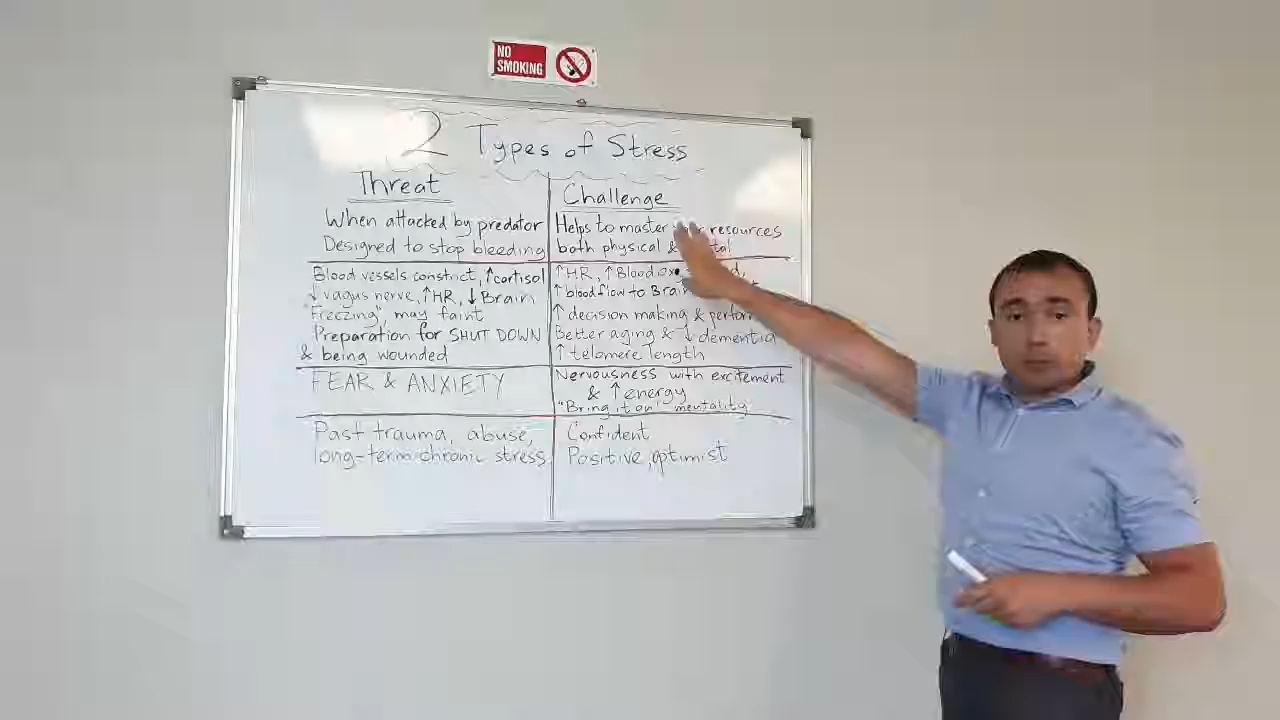 NO
SMOKING
2 Types of Stress
Threat
When attacked by predator
Designed to stop bleeding
Blood vessels constrict, ↑cortisol
↓ vagus nerve, ↑HR, ↓Brain
"Freezing" may faint
Preparation for SHUT DOWN
& being wounded
FEAR & ANXIETY
Past trauma, abuse,
long-term chronic stress
Challenge
Helps to master resources
both physical &
↑HR, ↑Blood
↑blood flow to Brain
↑ decision making &
Better aging & ↓ dementia
↑ telomere length
Nervousness with excitement
& ↑energy
"Bring it on" mentality
Confident
Positive, optimist